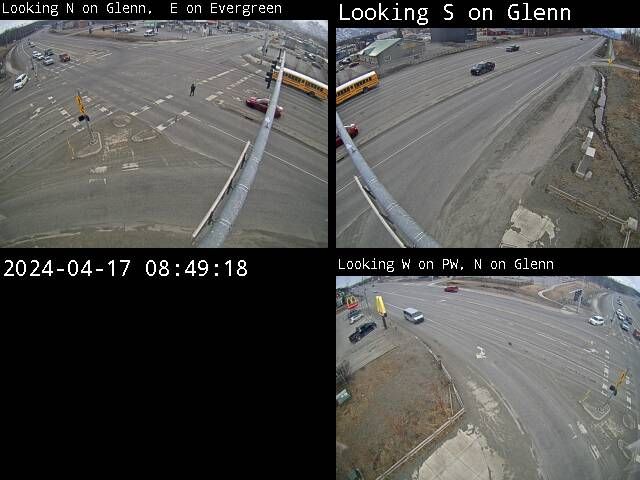 Looking N on Glenn, E on Evergreen
Looking S on Glenn
2024-04-17 08:49:18
Looking W on PW, N on Glenn